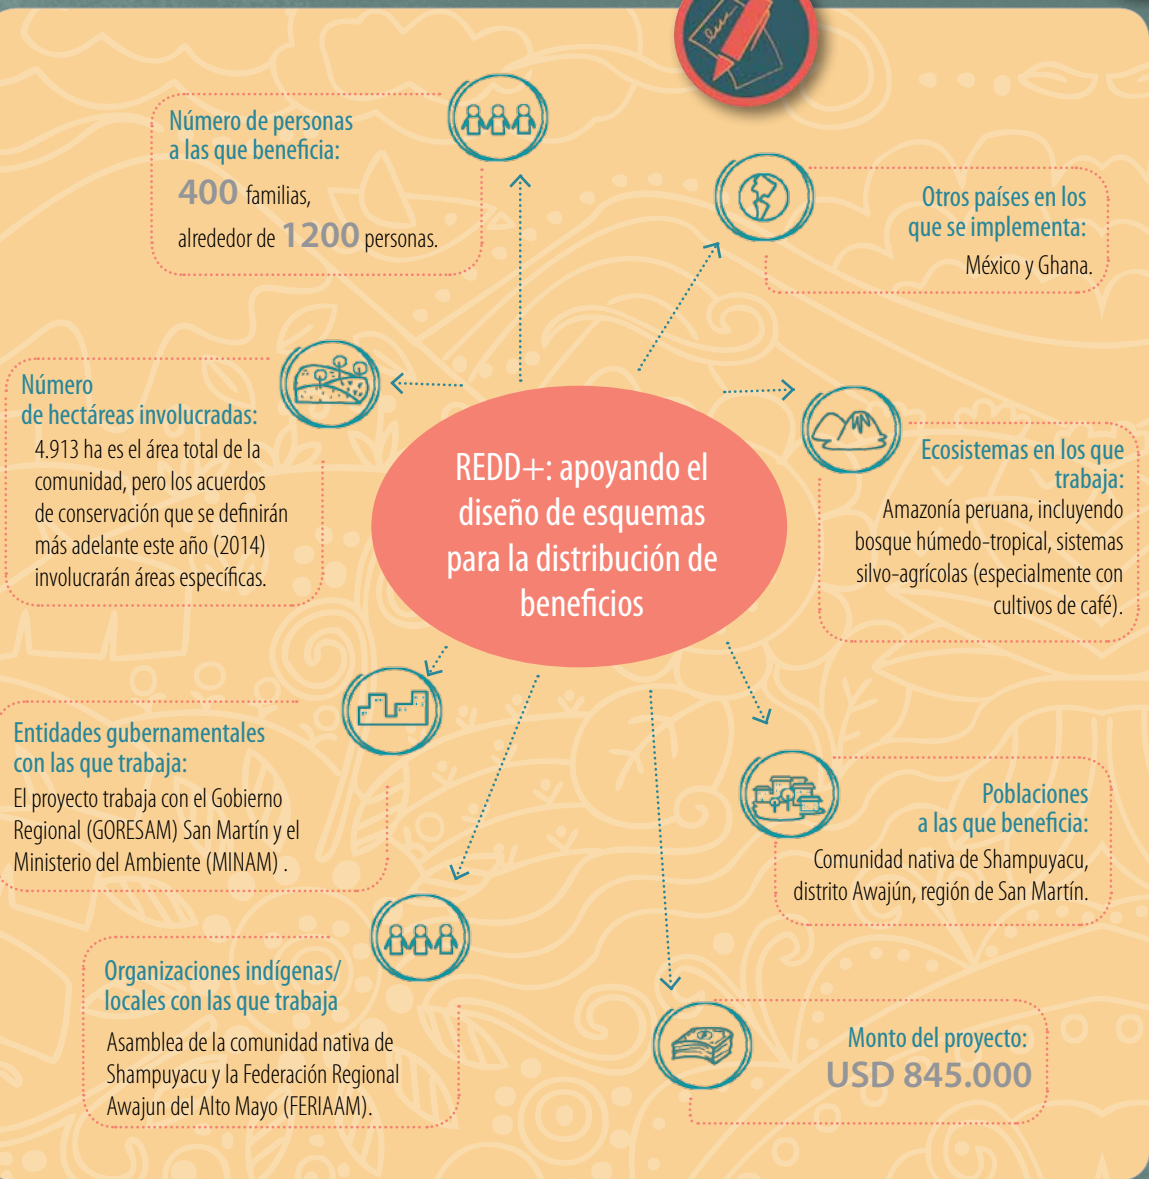 Número de personas
a las que beneficia:
400 familias,
alrededor de 1200 personas.
Otros países en los
que se implementa:
México y Ghana.
Número
de hectáreas involucradas:
4.913 ha es el área total de la
comunidad, pero los acuerdos
de conservación que se definirán
más adelante este año (2014)
involucrarán áreas específicas.
REDD+: apoyando el
diseño de esquemas
para la distribución de
beneficios
Ecosistemas en los que
trabaja:
Amazonía peruana, incluyendo
bosque húmedo-tropical, sistemas
silvo-agrícolas (especialmente con
cultivos de café).
Entidades gubernamentales
con las que trabaja:
El proyecto trabaja con el Gobierno
Regional (GORESAM) San Martín y el
Ministerio del Ambiente (MINAM) .
Poblaciones
a las que beneficia:
Comunidad nativa de Shampuyacu,
distrito Awajún, región de San Martín.
Organizaciones indígenas/
locales con las que trabaja
Asamblea de la comunidad nativa de
Shampuyacu y la Federación Regional
Awajun del Alto Mayo (FERIAAM).
Monto del proyecto:
USD 845.000